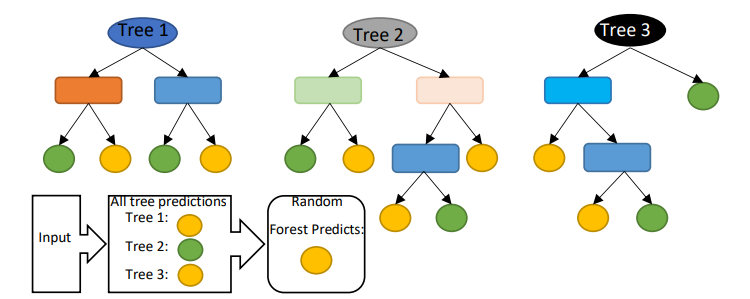 Tree 1
Tree 2
Tree 3
Input
All tree predictions
Tree 1:
Tree 2:
Tree 3:
Random
Forest Predicts: